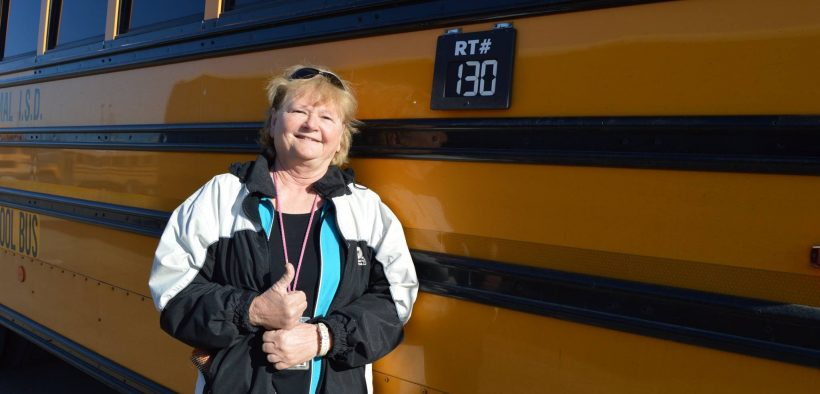 RT#
130
MAL I.S.D.
OOL BUS